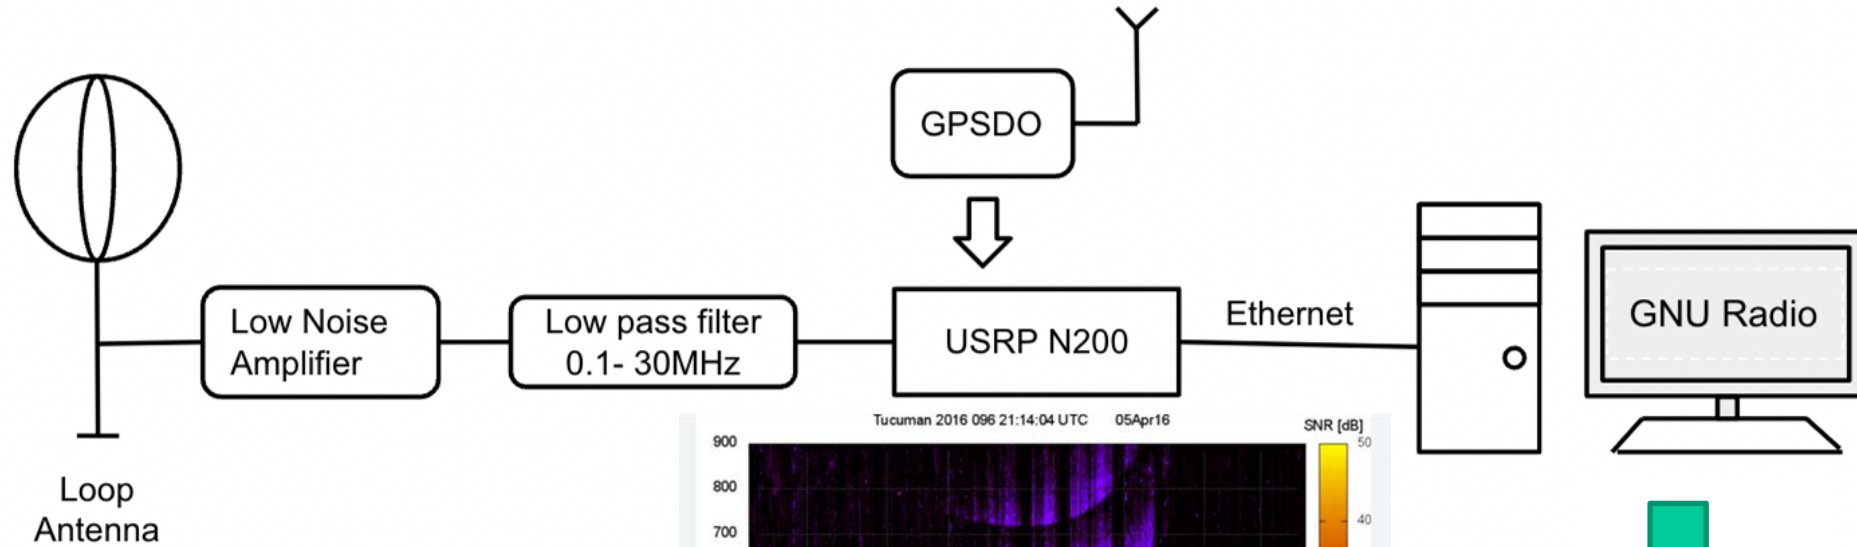 GPSDO
Low Noise
Amplifier
Low pass filter
0.1- 30MHz
USRP N200
Ethernet
GNU Radio
Loop
Antenna
Tucuman 2016 096 21:14:04 UTC 05Apr16
SNR [dB]
900
50
800
40
700